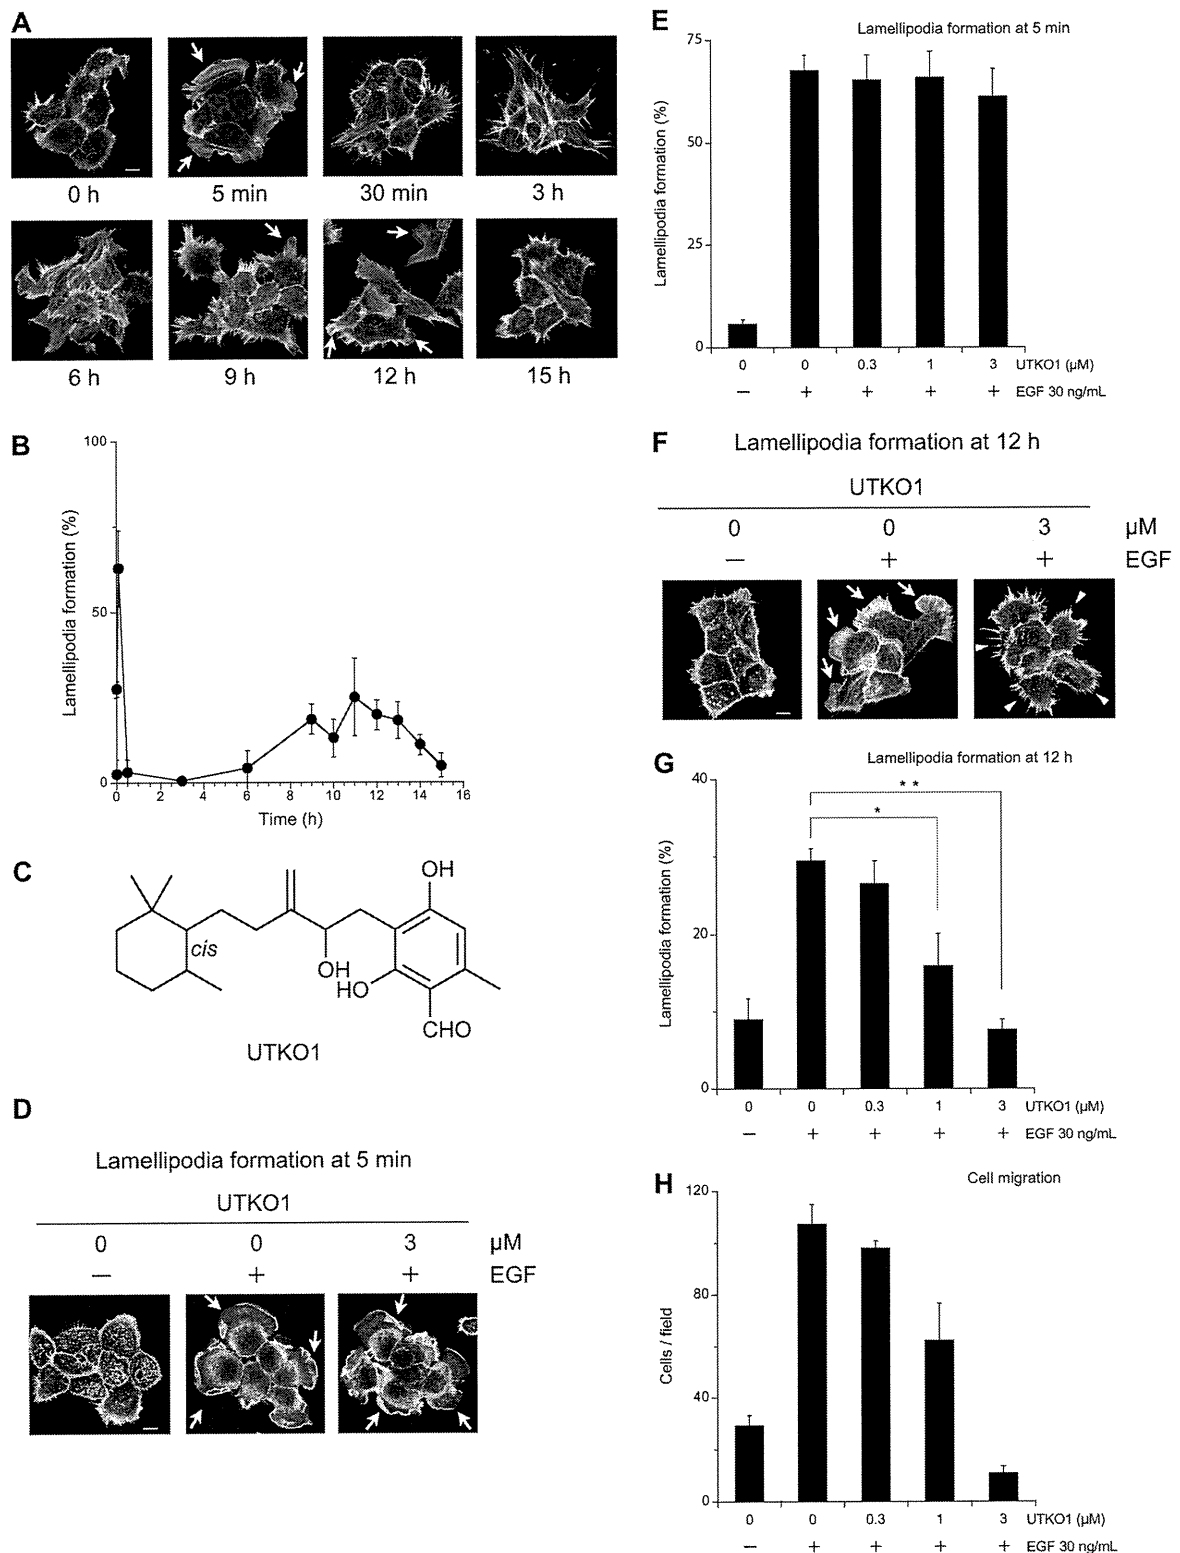 A
0 h
5 min
30 min
3 h
6 h
9 h
12 h
15 h
B
100
50
0
Lamellipodia formation (%)
0 2 4 6 8 10 12 14 16
Time (h)
C
OH
cis
OH
HO
CHO
UTKO1
D
Lamellipodia formation at 5 min
UTKO1
0 0 3 µM
— + + EGF
E
Lamellipodia formation at 5 min
75
50
25
0
Lamellipodia formation (%)
0 0 0.3 1 3 UTKO1 (µM)
— + + + + EGF 30 ng/mL
F
Lamellipodia formation at 12 h
UTKO1
0 0 3 µM
— + + EGF
G
Lamellipodia formation at 12 h
40
20
0
Lamellipodia formation (%)
* *
*
0 0 0.3 1 3 UTKO1 (µM)
— + + + + EGF 30 ng/mL
H
Cell migration
120
80
40
0
Cells / field
0 0 0.3 1 3 UTKO1 (µM)
— + + + + EGF 30 ng/mL